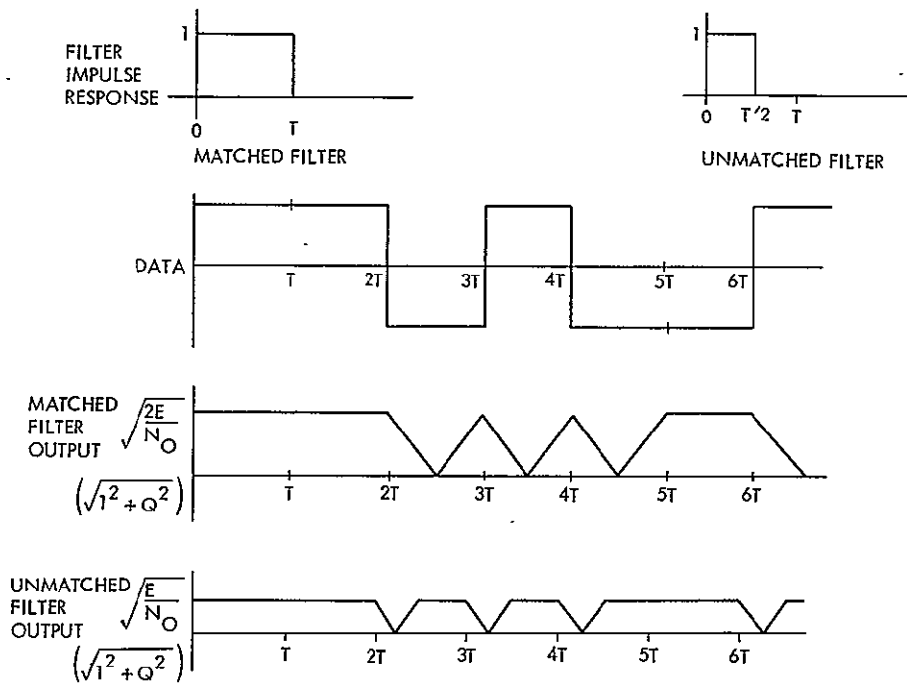 1
FILTER
IMPULSE
RESPONSE
0 T
MATCHED FILTER
1
0 T/2 T
UNMATCHED FILTER
DATA
T 2T 3T 4T 5T 6T
MATCHED
FILTER
OUTPUT √2E/N_O
(√I² + Q²)
T 2T 3T 4T 5T 6T
UNMATCHED
FILTER
OUTPUT √E/N_O
(√I² + Q²)
T 2T 3T 4T 5T 6T